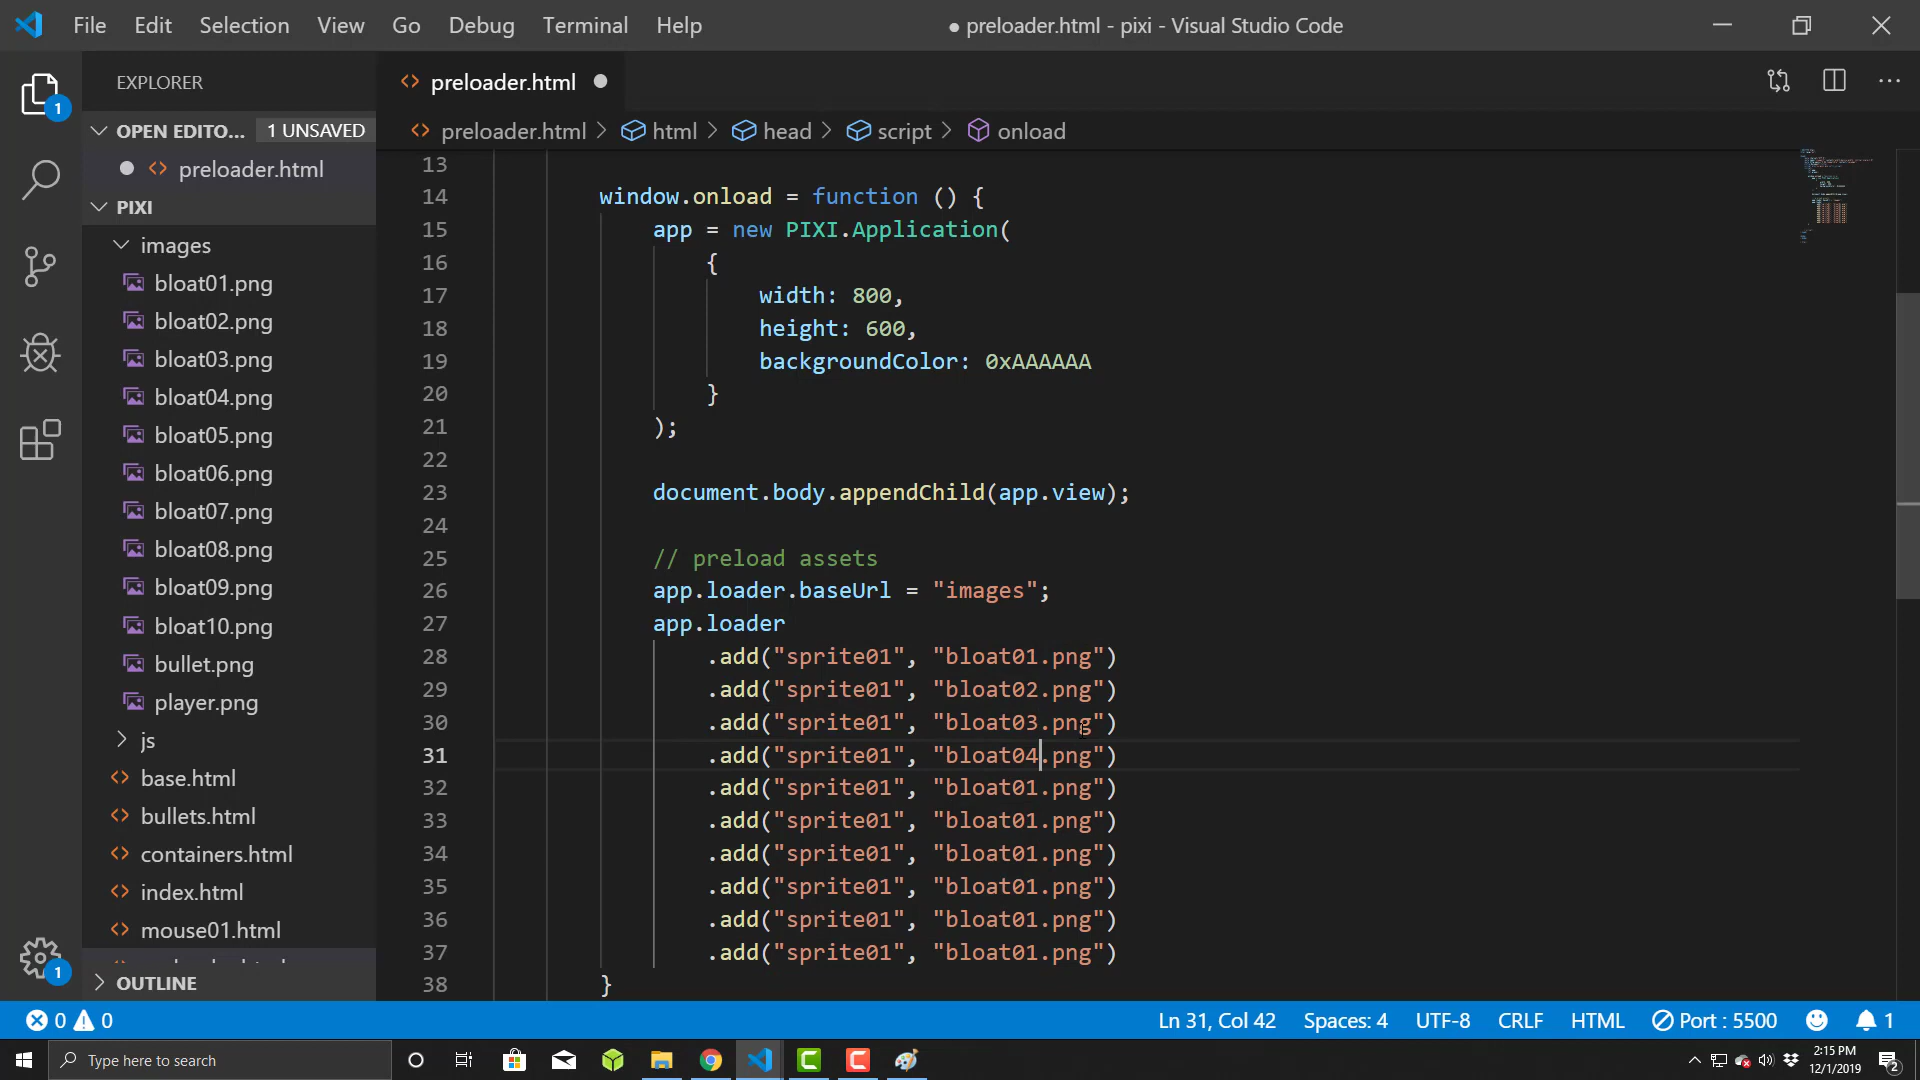 File Edit Selection View Go Debug Terminal Help
● preloader.html - pixi - Visual Studio Code
EXPLORER
1
OPEN EDITO... 1 UNSAVED
preloader.html
PIXI
images
bloat01.png
bloat02.png
bloat03.png
bloat04.png
bloat05.png
bloat06.png
bloat07.png
bloat08.png
bloat09.png
bloat10.png
bullet.png
player.png
js
base.html
bullets.html
containers.html
index.html
mouse01.html
OUTLINE
1
preloader.html
preloader.html > html > head > script > onload
13
14 window.onload = function () {
15 app = new PIXI.Application(
16 {
17 width: 800,
18 height: 600,
19 backgroundColor: 0xAAAAAA
20 }
21 );
22
23 document.body.appendChild(app.view);
24
25 // preload assets
26 app.loader.baseUrl = "images";
27 app.loader
28 .add("sprite01", "bloat01.png")
29 .add("sprite01", "bloat02.png")
30 .add("sprite01", "bloat03.png")
31 .add("sprite01", "bloat04.png")
32 .add("sprite01", "bloat01.png")
33 .add("sprite01", "bloat01.png")
34 .add("sprite01", "bloat01.png")
35 .add("sprite01", "bloat01.png")
36 .add("sprite01", "bloat01.png")
37 .add("sprite01", "bloat01.png")
38 }
0 0 Ln 31, Col 42 Spaces: 4 UTF-8 CRLF HTML Port : 5500 1
Type here to search
2:15 PM
12/1/2019
2